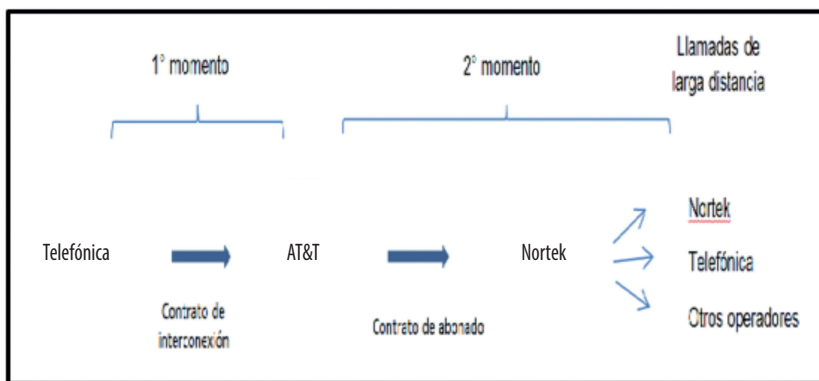 1° momento
2° momento
Llamadas de
larga distancia
Telefónica
AT&T
Nortek
Nortek
Telefónica
Otros operadores
Contrato de
interconexión
Contrato de abonado